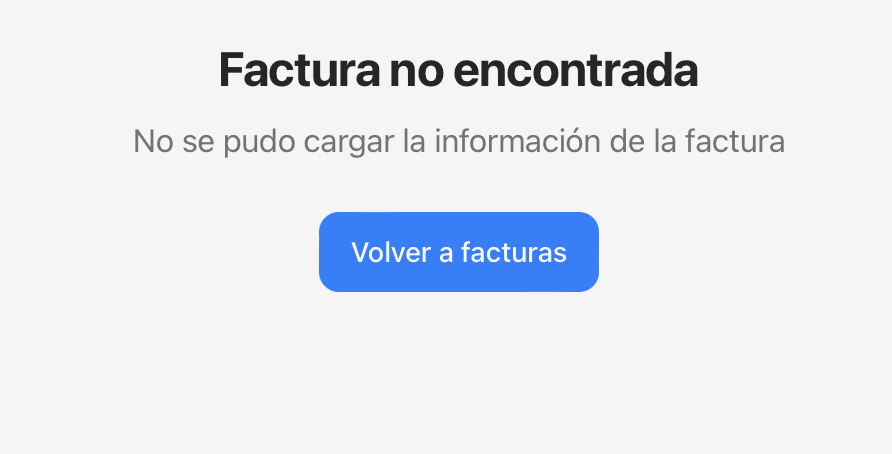 Factura no encontrada
No se pudo cargar la información de la factura
Volver a facturas